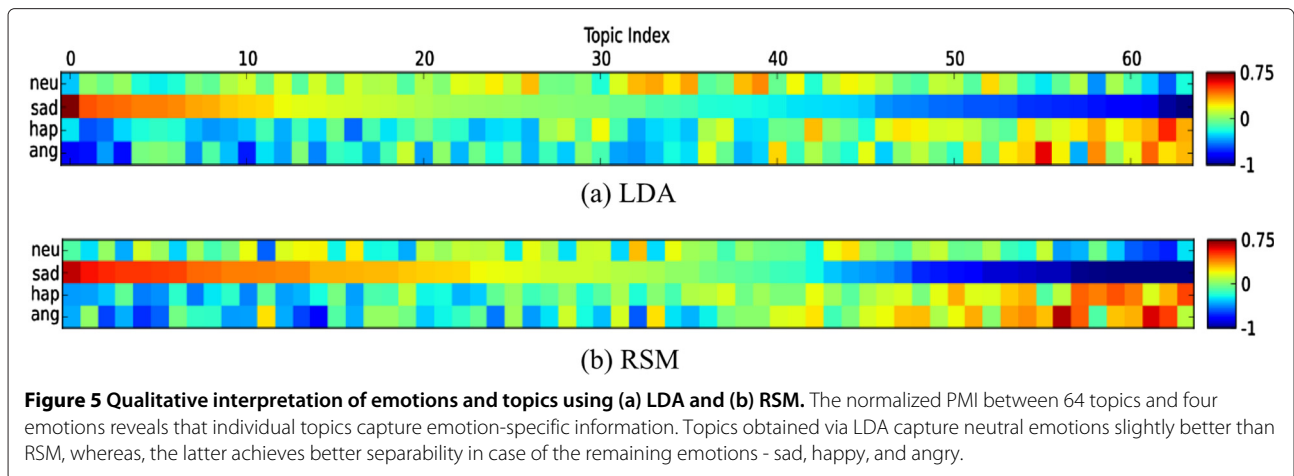 Topic Index
0 10 20 30 40 50 60
neu
sad
hap
ang
0.75
0
-1
(a) LDA
neu
sad
hap
ang
0.75
0
-1
(b) RSM
Figure 5 Qualitative interpretation of emotions and topics using (a) LDA and (b) RSM. The normalized PMI between 64 topics and four
emotions reveals that individual topics capture emotion-specific information. Topics obtained via LDA capture neutral emotions slightly better than
RSM, whereas, the latter achieves better separability in case of the remaining emotions - sad, happy, and angry.